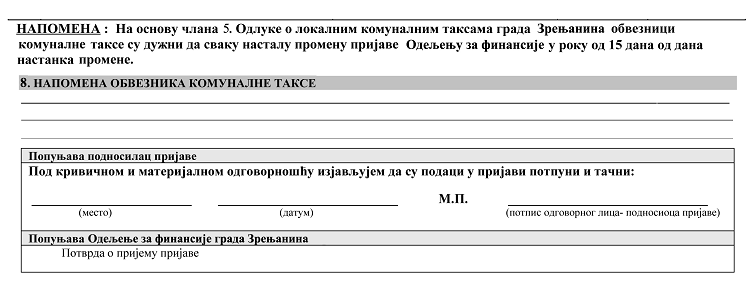 НАПОМЕНА : На основу члана 5. Одлуке о локалним комуналним таксама града Зрењанина обвезници
комуналне таксе су дужни да сваку насталу промену пријаве Одељењу за финансије у року од 15 дана од дана
настанка промене.
8. НАПОМЕНА ОБВЕЗНИКА КОМУНАЛНЕ ТАКСЕ
Попуњава подносилац пријаве
Под кривичном и материјалном одговорношћу изјављујем да су подаци у пријави потпуни и тачни:
М.П.
(место) (датум) (потпис одговорног лица- подносиоца пријаве)
Попуњава Одељење за финансије града Зрењанина
Потврда о пријему пријаве